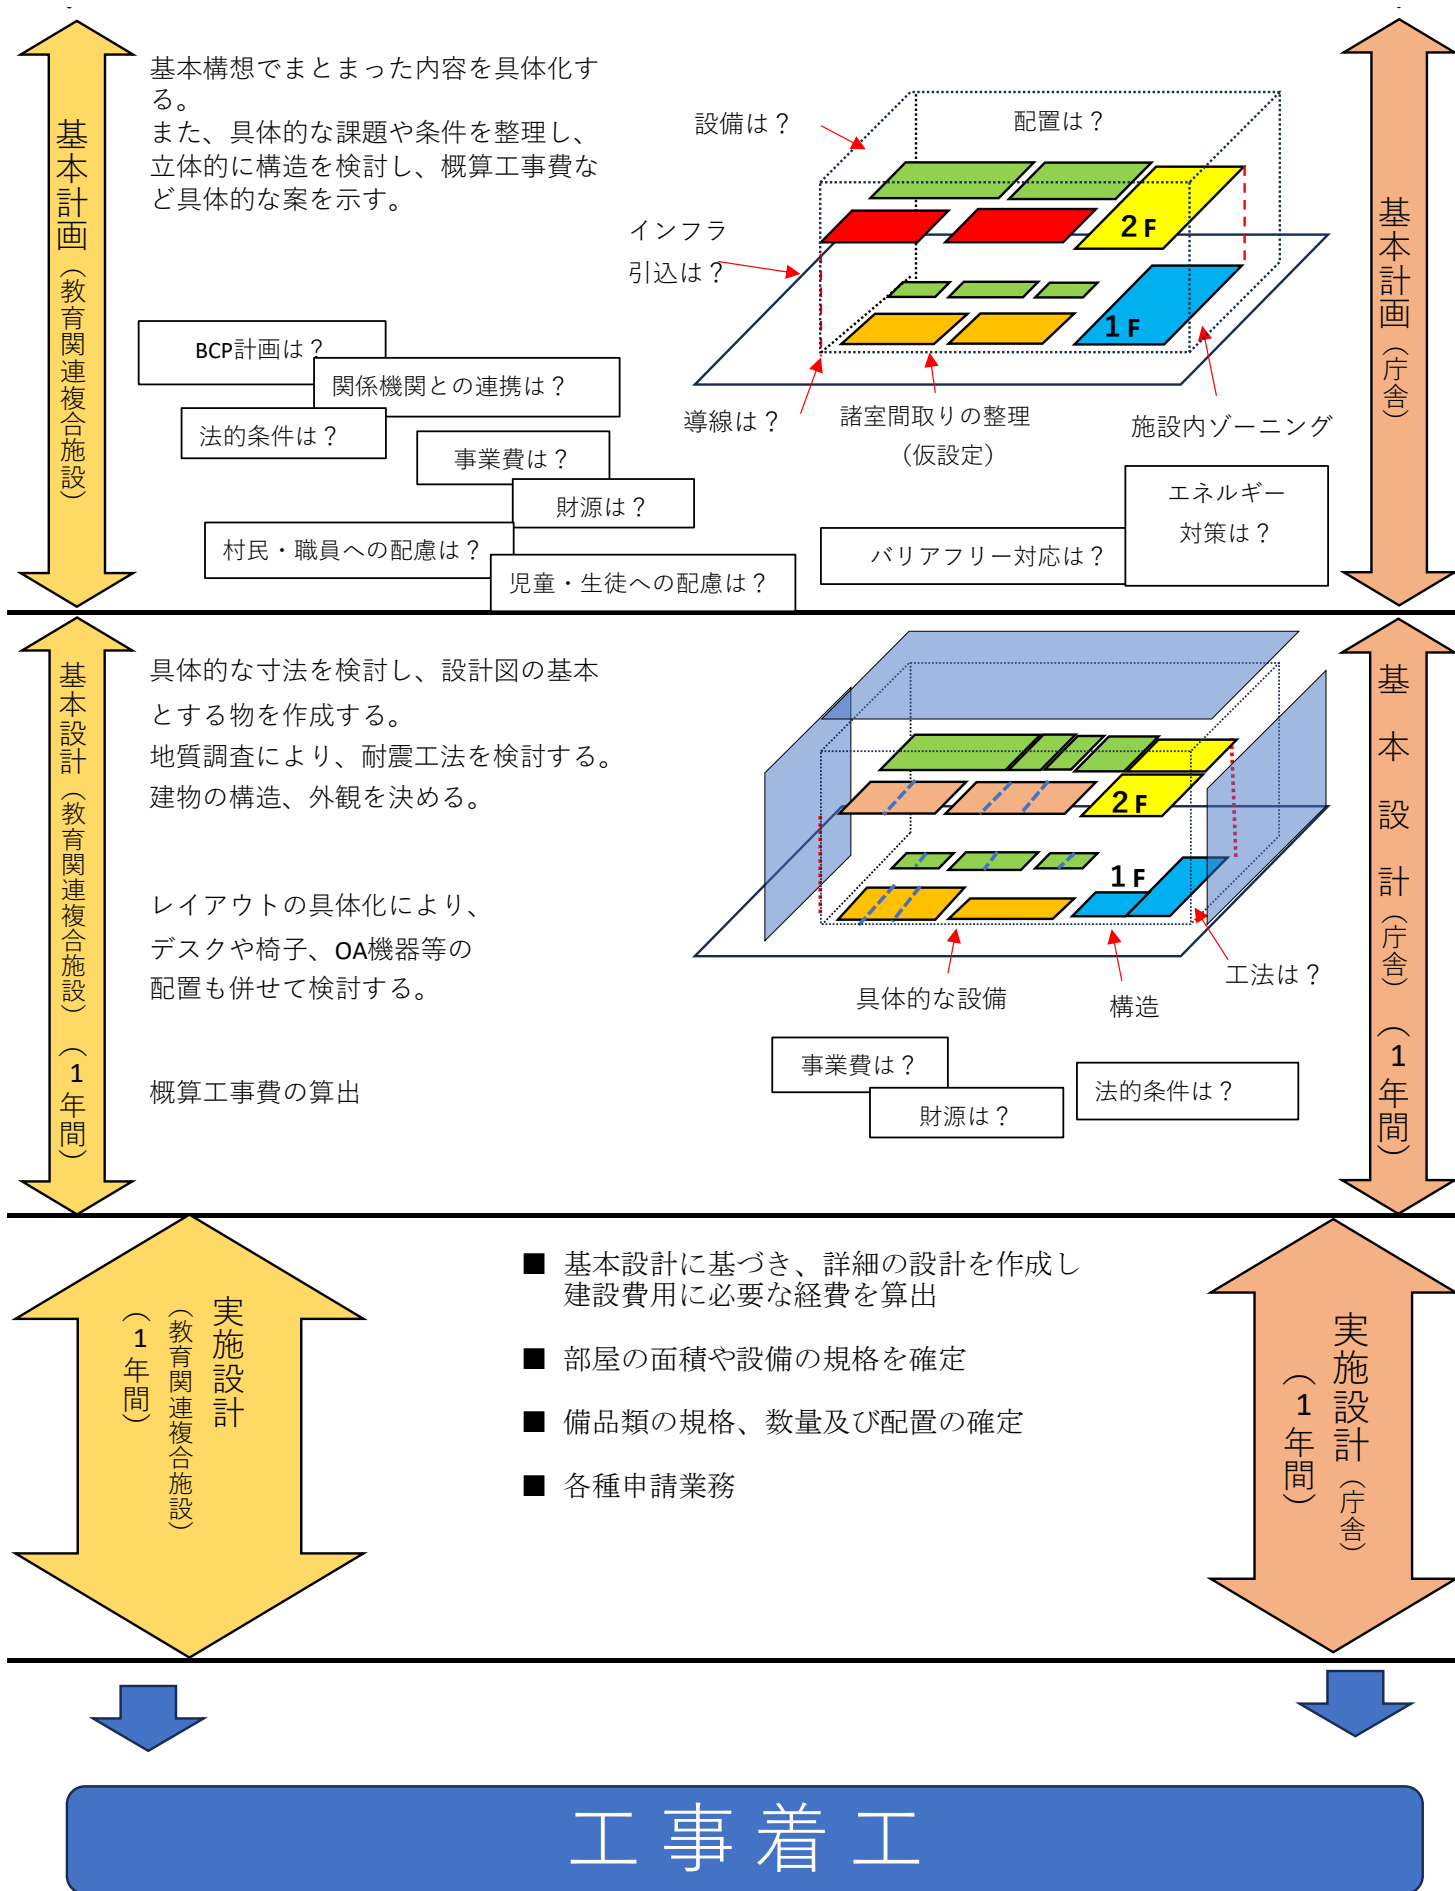 基本計画（教育関連複合施設）
基本構想でまとまった内容を具体化す
る。
また、具体的な課題や条件を整理し、
立体的に構造を検討し、概算工事費な
ど具体的な案を示す。
設備は？
配置は？
インフラ
引込は？
2F
1F
導線は？
諸室間取りの整理
（仮設定）
施設内ゾーニング
BCP計画は？
関係機関との連携は？
法的条件は？
事業費は？
財源は？
村民・職員への配慮は？
児童・生徒への配慮は？
バリアフリー対応は？
エネルギー
対策は？
基本計画（庁舎）
基本設計（教育関連複合施設）（1年間）
具体的な寸法を検討し、設計図の基本
とする物を作成する。
地質調査により、耐震工法を検討する。
建物の構造、外観を決める。
レイアウトの具体化により、
デスクや椅子、OA機器等の
配置も併せて検討する。
概算工事費の算出
2F
1F
具体的な設備
構造
工法は？
事業費は？
財源は？
法的条件は？
基本設計（庁舎）（1年間）
実施設計
（教育関連複合施設）
（1年間）
■ 基本設計に基づき、詳細の設計を作成し
建設費用に必要な経費を算出
■ 部屋の面積や設備の規格を確定
■ 備品類の規格、数量及び配置の確定
■ 各種申請業務
実施設計（庁舎）
（1年間）
工事着工